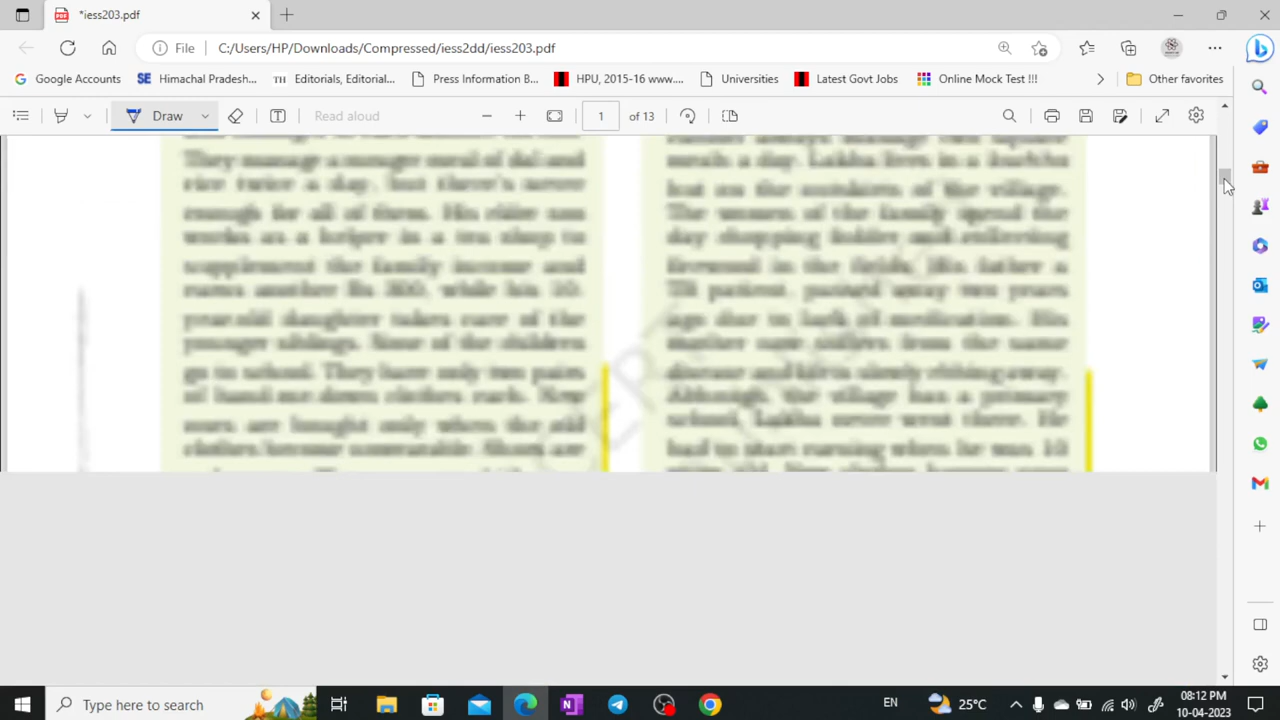 *iess203.pdf
File C:/Users/HP/Downloads/Compressed/iess2dd/iess203.pdf
Google Accounts SE Himachal Pradesh... TH Editorials, Editorial... Press Information B... HPU, 2015-16 www.... Universities Latest Govt Jobs Online Mock Test !!! Other favorites
Draw Read aloud 1 of 13
They manage a meager meal of dal and
rice twice a day, but there's never
enough for all of them. His elder son
works as a helper in a tea shop to
supplement the family income and
earns another Rs 300, while his 10-
year-old daughter takes care of the
younger siblings. None of the children
go to school. They have only two pairs
of hand-me-down clothes each. New
ones are bought only when the old
clothes become unwearable. Shoes are
meals a day. Lakha lives in a kuchha
hut on the outskirts of the village.
The women of the family spend the
day chopping fodder and collecting
firewood in the fields. His father a
TB patient, passed away two years
ago due to lack of medication. His
mother now suffers from the same
disease and life is slowly ebbing away.
Although, the village has a primary
school, Lakha never went there. He
had to start earning when he was 10
Type here to search
EN
25°C
08:12 PM
10-04-2023